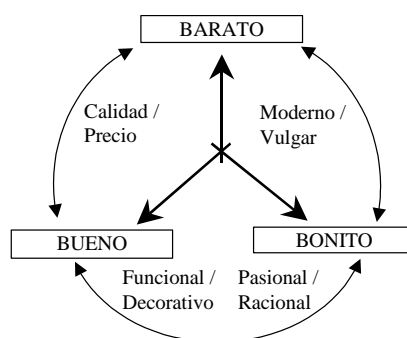 BARATO
Calidad /
Precio
Moderno /
Vulgar
BUENO
BONITO
Funcional /
Decorativo
Pasional /
Racional